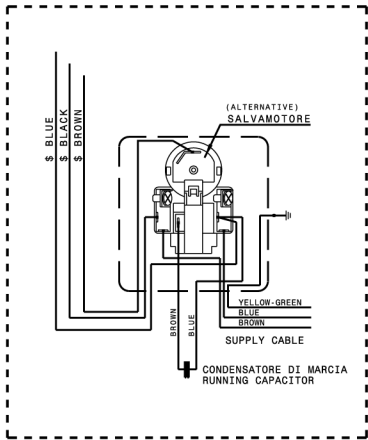 (ALTERNATIVE)
SALVAMOTORE
$ BLUE
$ BLACK
$ BROWN
YELLOW-GREEN
BLUE
BROWN
SUPPLY CABLE
BROWN
BLUE
CONDENSATORE DI MARCIA
RUNNING CAPACITOR